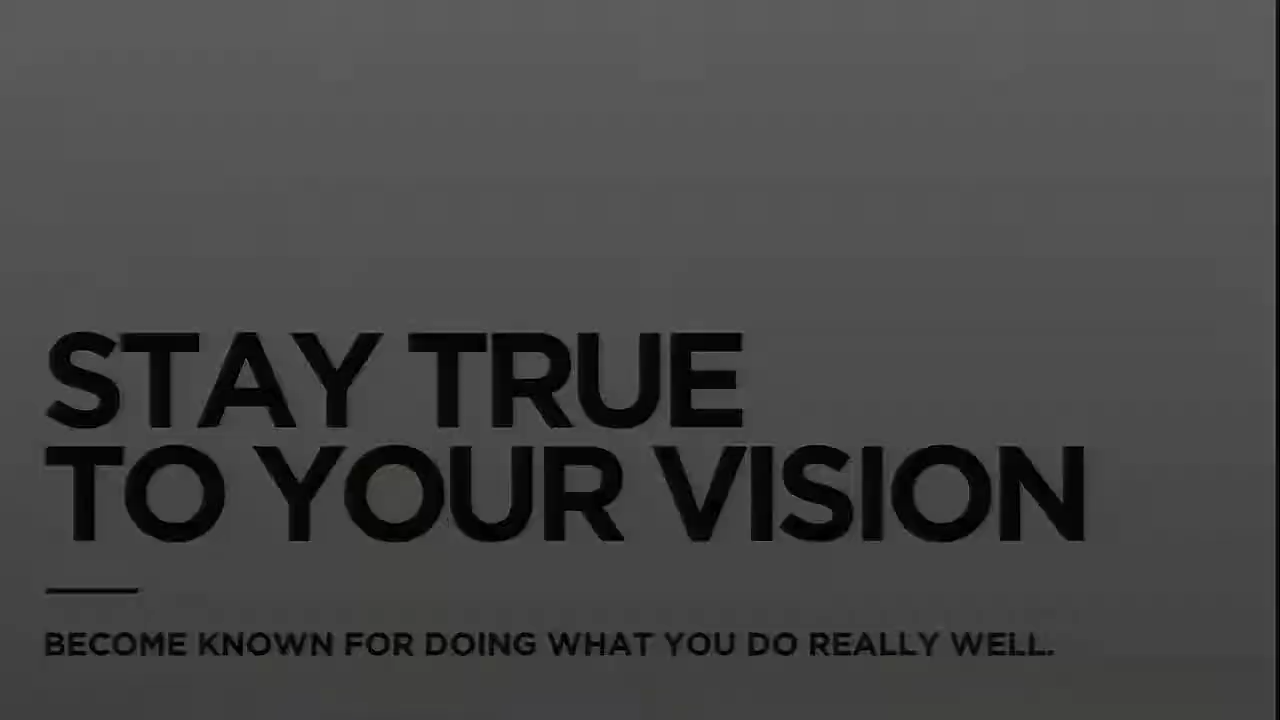 STAY TRUE
TO YOUR VISION
BECOME KNOWN FOR DOING WHAT YOU DO REALLY WELL.